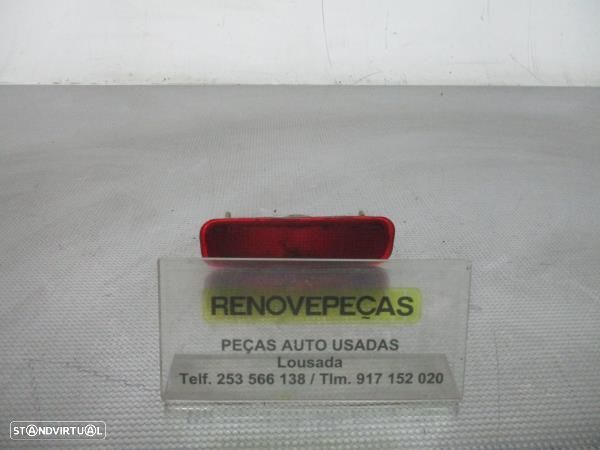 RENOVEPEÇAS
PEÇAS AUTO USADAS
Lousada
Telf. 253 566 138 / Tlm. 917 152 020
STANDVIRTUAL